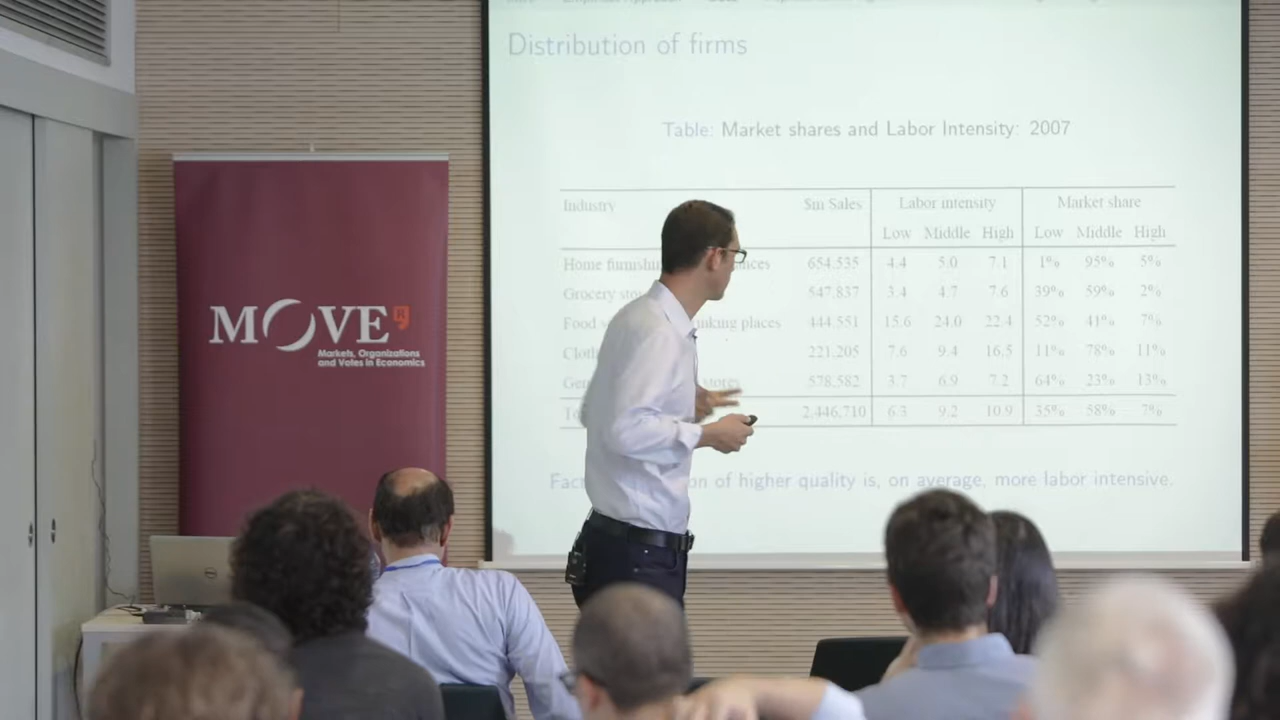 Distribution of firms
Table: Market shares and Labor Intensity: 2007
Industry $m Sales Labor intensity Market share
Low Middle High Low Middle High
Home 654.535 4.4 5.0 7.1 1% 95% 5%
Grocery 547.837 3.4 4.7 7.6 39% 59% 2%
Food places 444.551 15.6 24.0 22.4 52% 41% 7%
221.205 7.6 9.4 16.5 11% 78% 11%
stores 578.582 3.7 6.9 7.2 64% 23% 13%
2,446.710 6.3 9.2 10.9 35% 58% 7%
of higher quality is, on average, more labor intensive.
MOVE
Markets, Organizations
and Votes in Economics
DELL